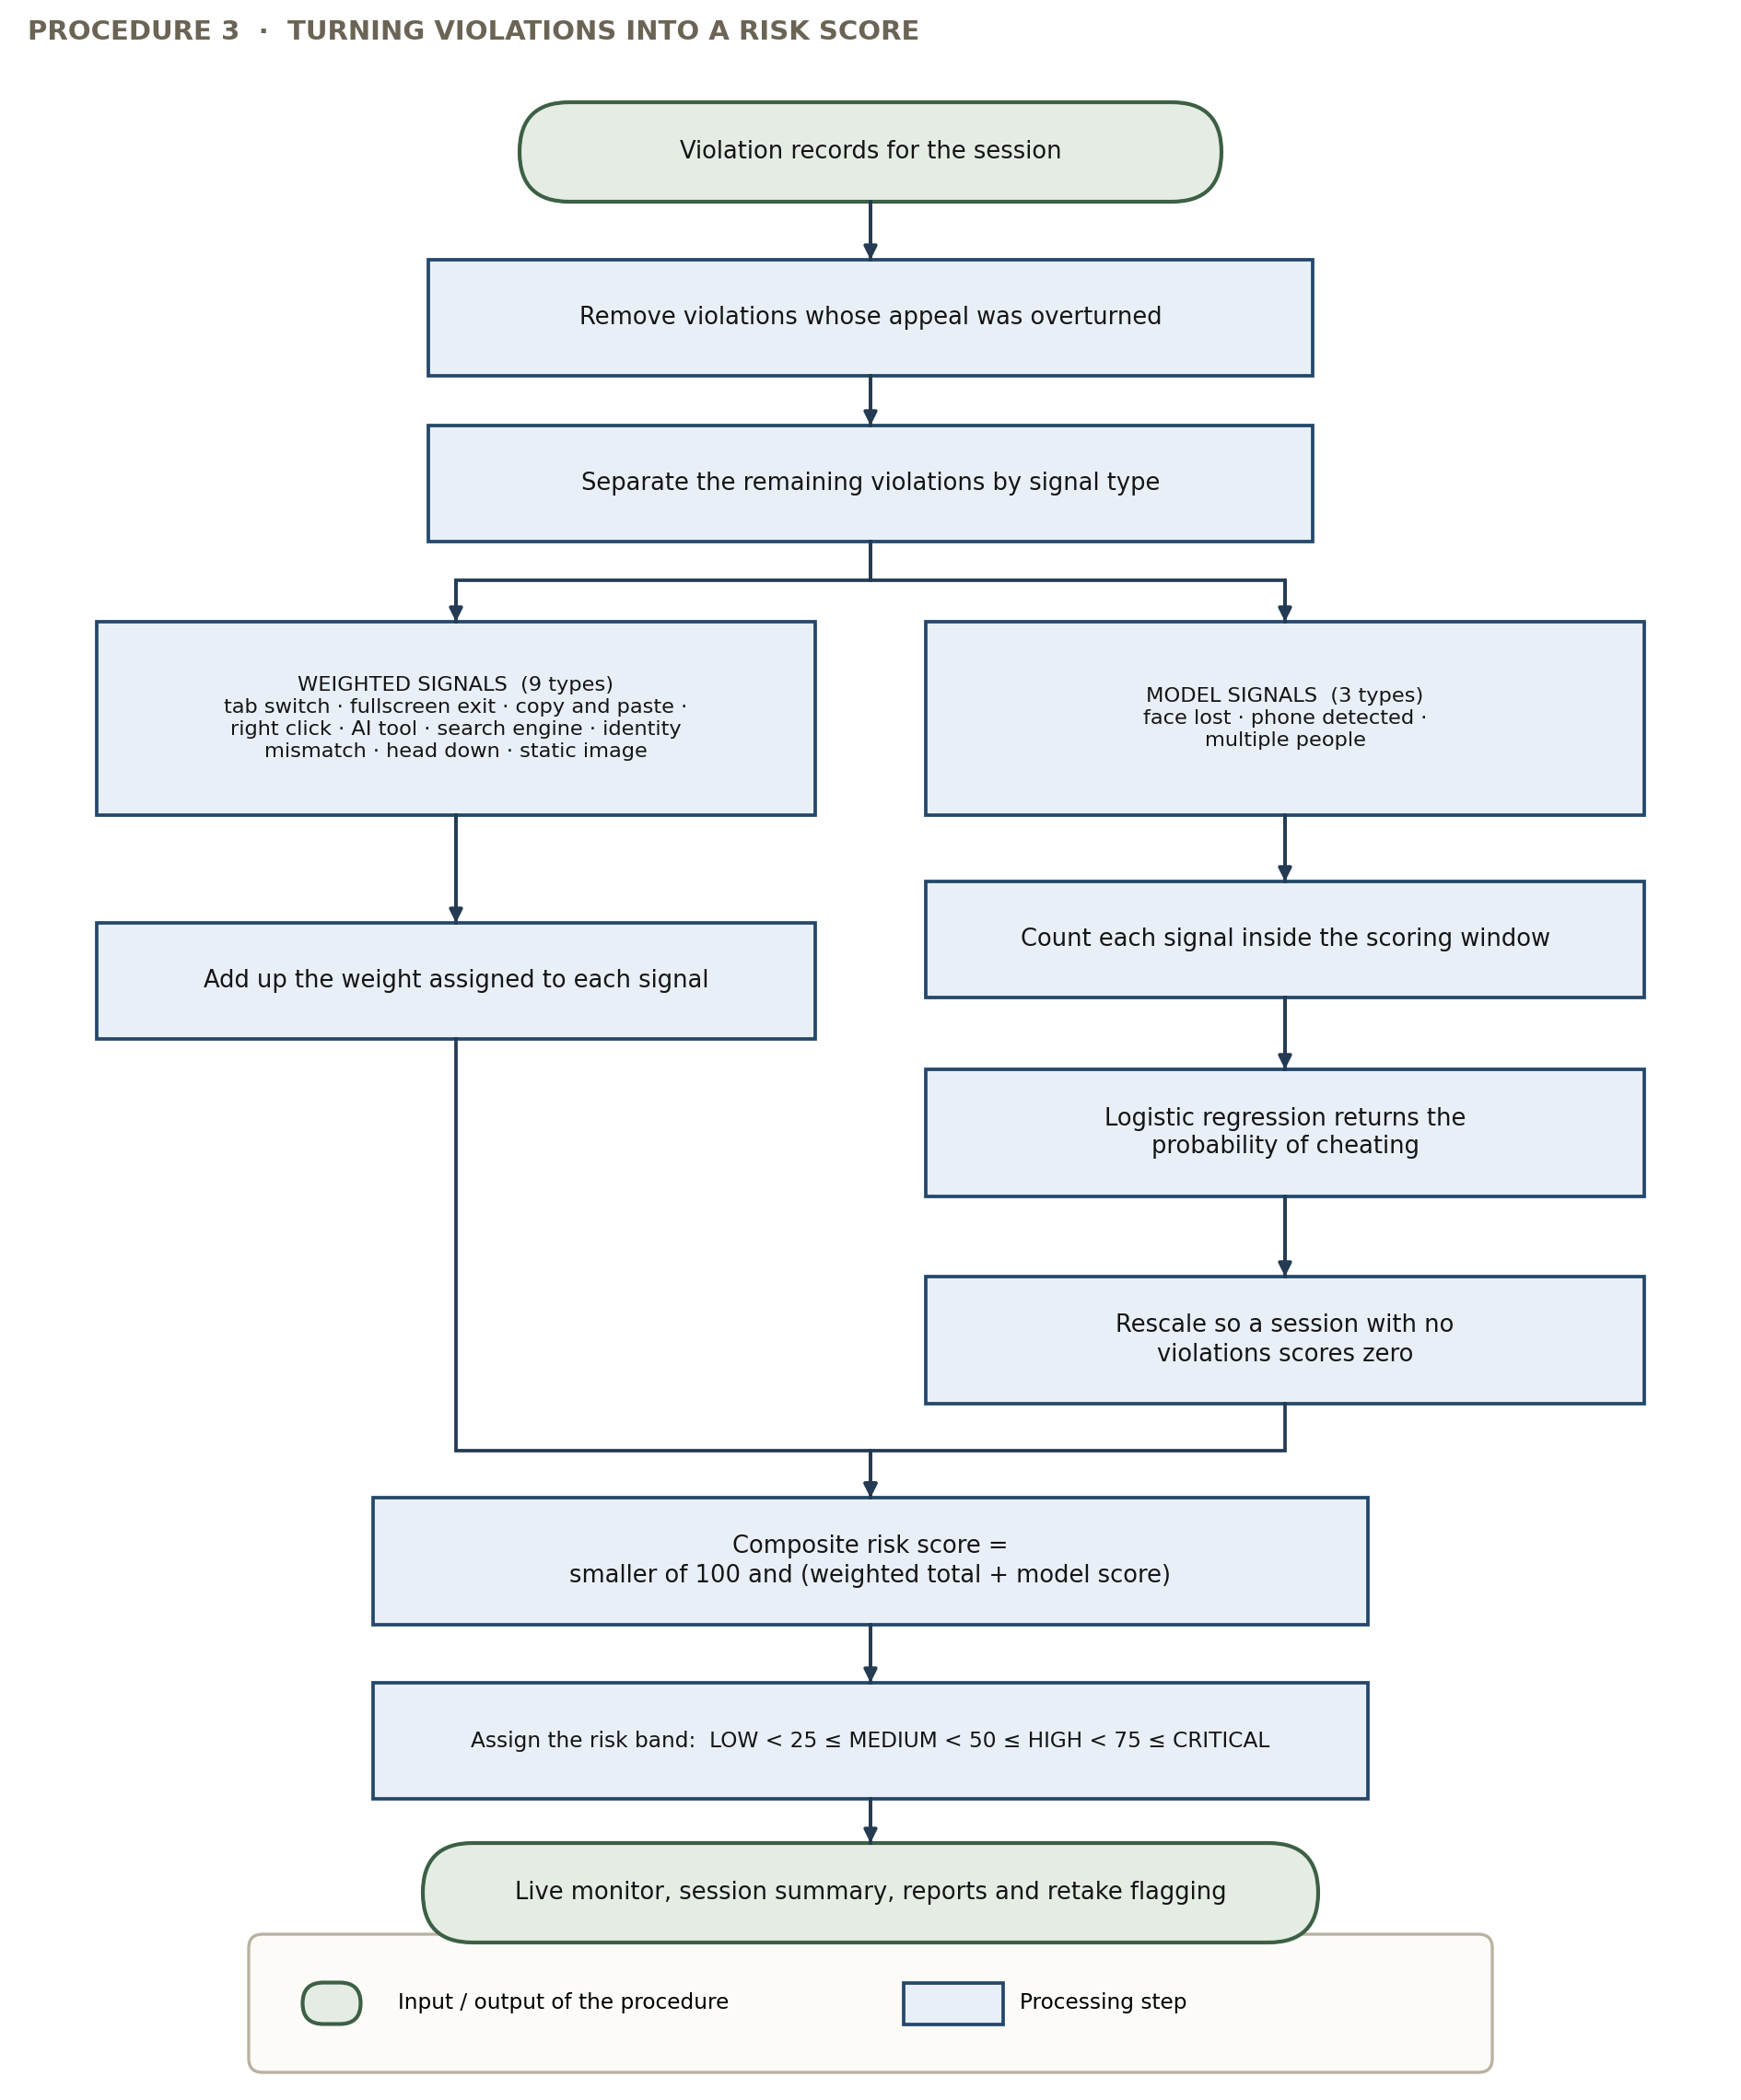 PROCEDURE 3 · TURNING VIOLATIONS INTO A RISK SCORE
Violation records for the session
Remove violations whose appeal was overturned
Separate the remaining violations by signal type
WEIGHTED SIGNALS (9 types)
tab switch · fullscreen exit · copy and paste ·
right click · AI tool · search engine · identity
mismatch · head down · static image
MODEL SIGNALS (3 types)
face lost · phone detected ·
multiple people
Add up the weight assigned to each signal
Count each signal inside the scoring window
Logistic regression returns the
probability of cheating
Rescale so a session with no
violations scores zero
Composite risk score =
smaller of 100 and (weighted total + model score)
Assign the risk band: LOW < 25 ≤ MEDIUM < 50 ≤ HIGH < 75 ≤ CRITICAL
Live monitor, session summary, reports and retake flagging
Input / output of the procedure
Processing step